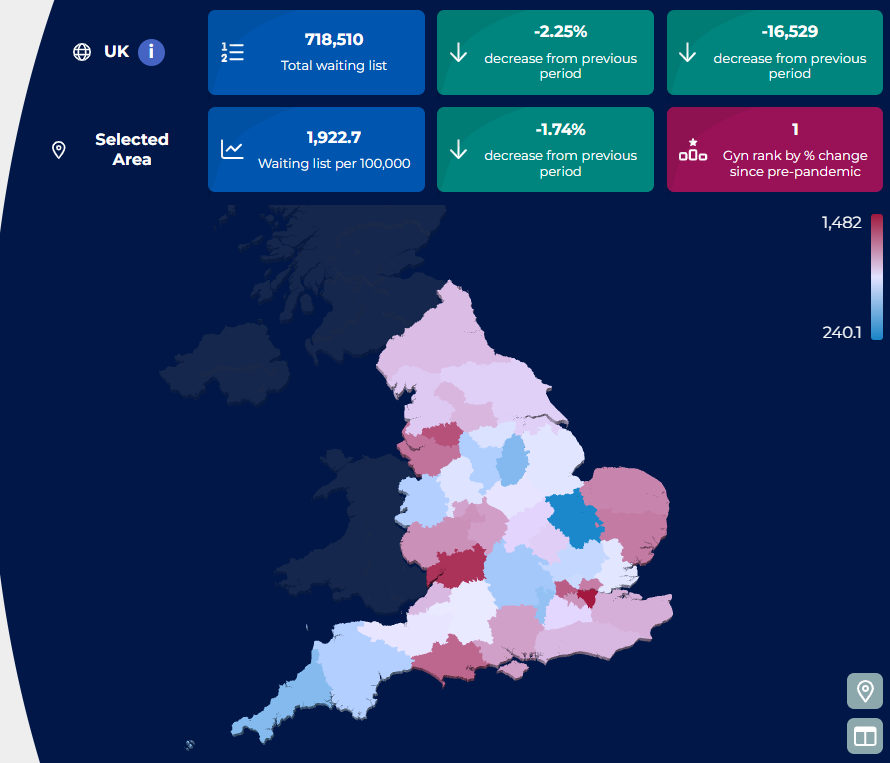 UK
i
718,510
Total waiting list
-2.25%
decrease from previous
period
-16,529
decrease from previous
period
Selected
Area
1,922.7
Waiting list per 100,000
-1.74%
decrease from previous
period
1
Gyn rank by % change
since pre-pandemic
1,482
240.1